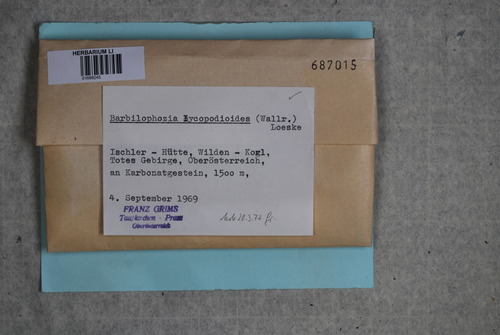 HERBARIUM LI
687015
Barbilophozia lycopodioides (Wallr.)
Loeske
Ischler - Hütte, Wilden - Kogl,
Totes Gebirge, Oberösterreich,
an Karbonatgestein, 1500 m,
4. September 1969
FRANZ GRIMS
Taufkirchen - Pram
Oberösterreich